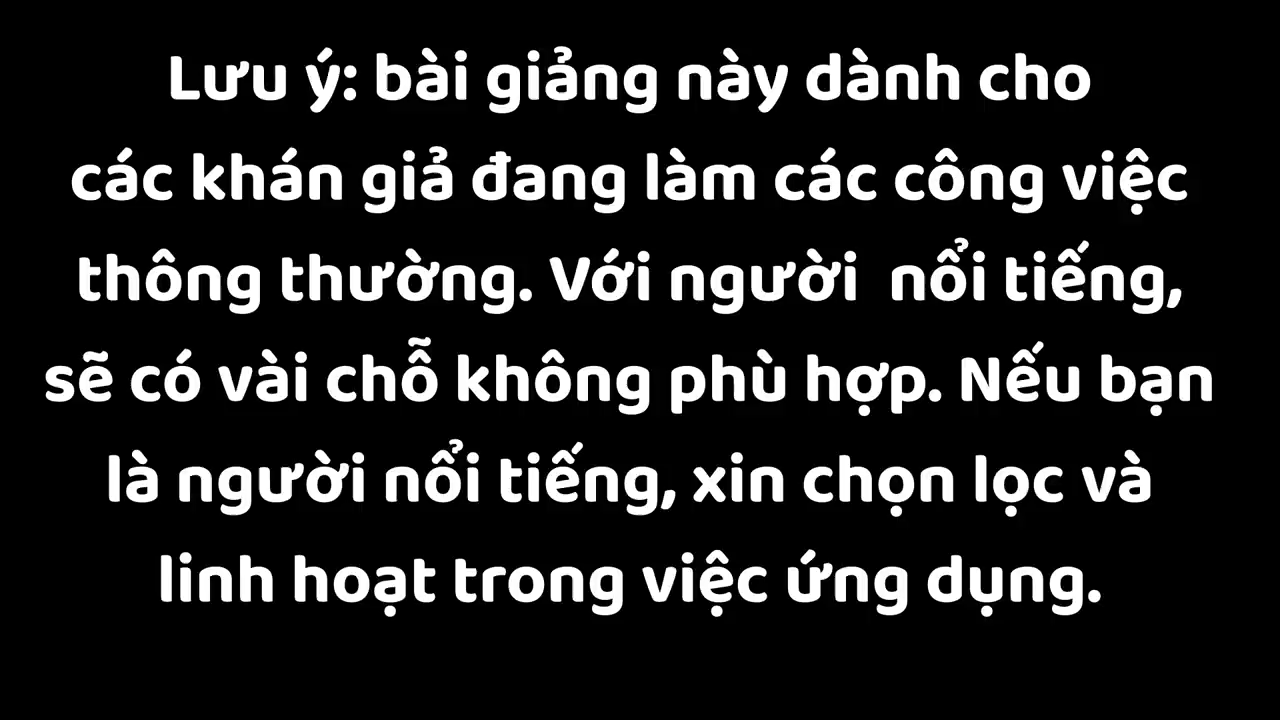 Lưu ý: bài giảng này dành cho
các khán giả đang làm các công việc
thông thường. Với người nổi tiếng,
sẽ có vài chỗ không phù hợp. Nếu bạn
là người nổi tiếng, xin chọn lọc và
linh hoạt trong việc ứng dụng.